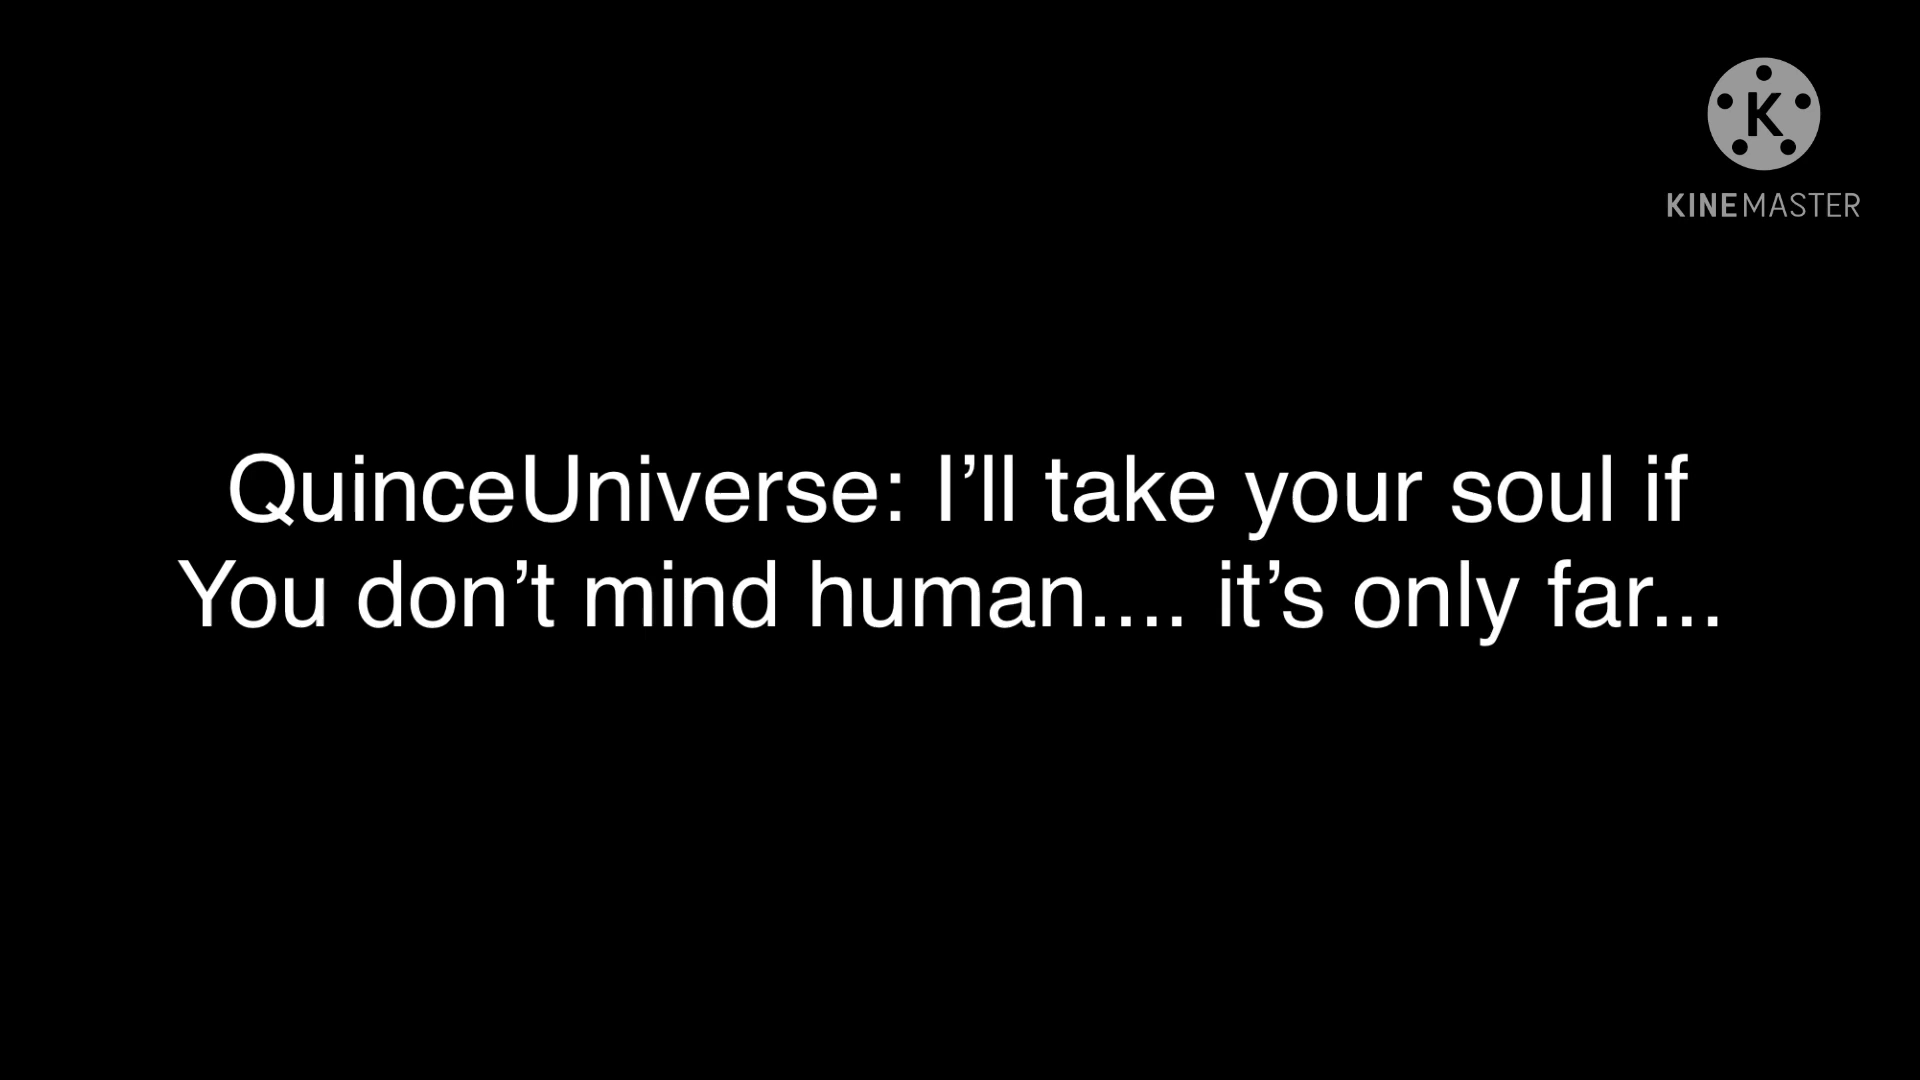 K
KINEMASTER
QuinceUniverse: I’ll take your soul if
You don’t mind human.... it’s only far...